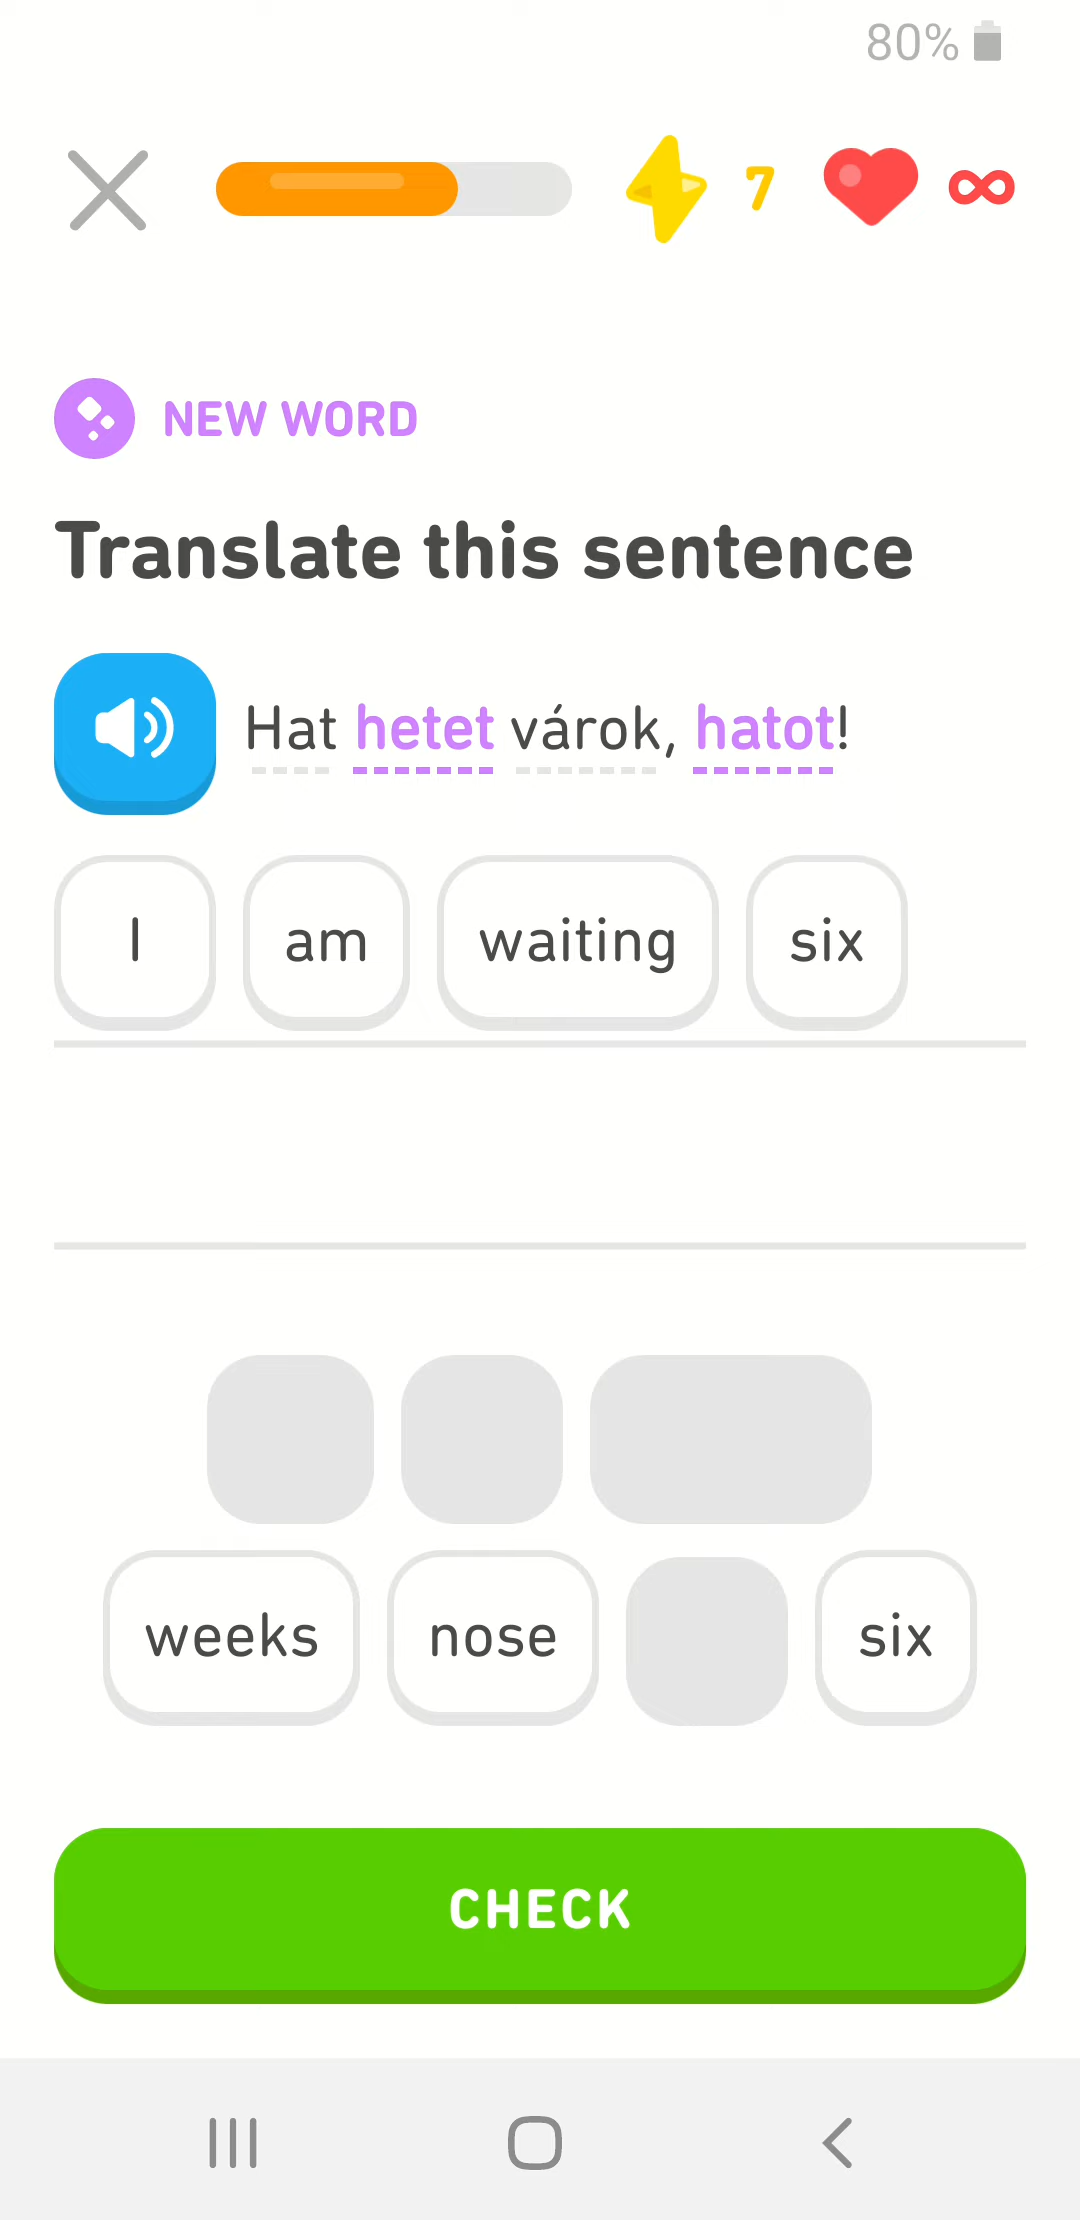 80%
7
NEW WORD
Translate this sentence
Hat hetet várok, hatot!
I am waiting six
weeks nose six
CHECK